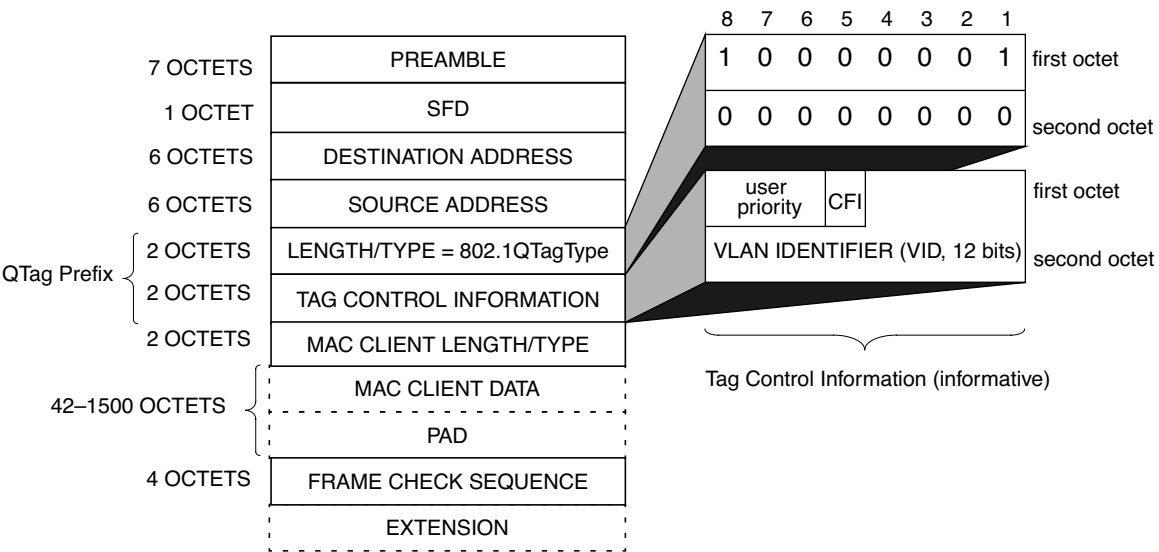 8 7 6 5 4 3 2 1
7 OCTETS PREAMBLE
1 0 0 0 0 0 0 1 first octet
1 OCTET SFD
0 0 0 0 0 0 0 0 second octet
6 OCTETS DESTINATION ADDRESS
6 OCTETS SOURCE ADDRESS
user priority CFI first octet
QTag Prefix
2 OCTETS LENGTH/TYPE = 802.1QTagType
VLAN IDENTIFIER (VID, 12 bits) second octet
2 OCTETS TAG CONTROL INFORMATION
2 OCTETS MAC CLIENT LENGTH/TYPE
Tag Control Information (informative)
42–1500 OCTETS MAC CLIENT DATA
PAD
4 OCTETS FRAME CHECK SEQUENCE
EXTENSION